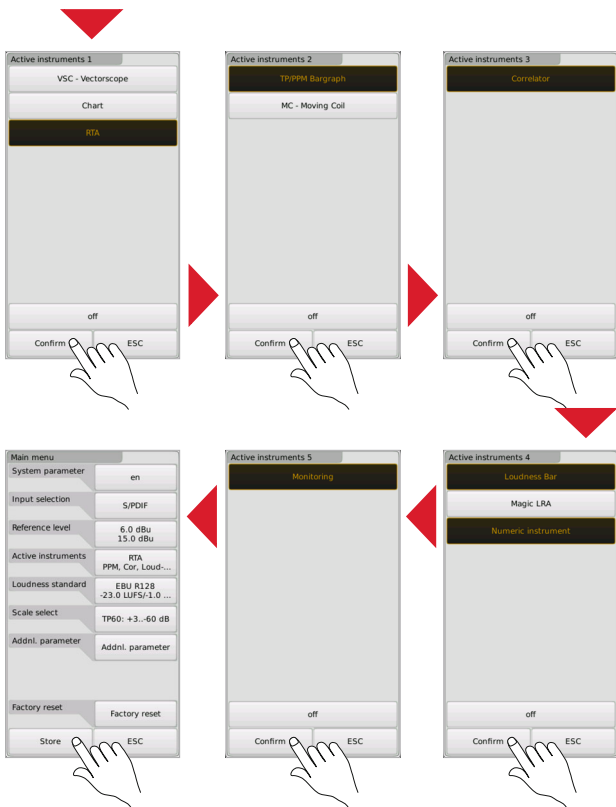 Active instruments 1
VSC - Vectorscope
Chart
RTA
off
Confirm
ESC
Active instruments 2
TP/PPM Bargraph
MC - Moving Coil
off
Confirm
ESC
Active instruments 3
Correlator
off
Confirm
ESC
Active instruments 4
Loudness Bar
Magic LRA
Numeric instrument
off
Confirm
ESC
Active instruments 5
Monitoring
off
Confirm
ESC
Main menu
System parameter
en
Input selection
S/PDIF
Reference level
6.0 dBu
15.0 dBu
Active instruments
RTA
PPM, Cor, Loud-...
Loudness standard
EBU R128
-23.0 LUFS/-1.0 ...
Scale select
TP60: +3..-60 dB
Addnl. parameter
Addnl. parameter
Factory reset
Factory reset
Store
ESC